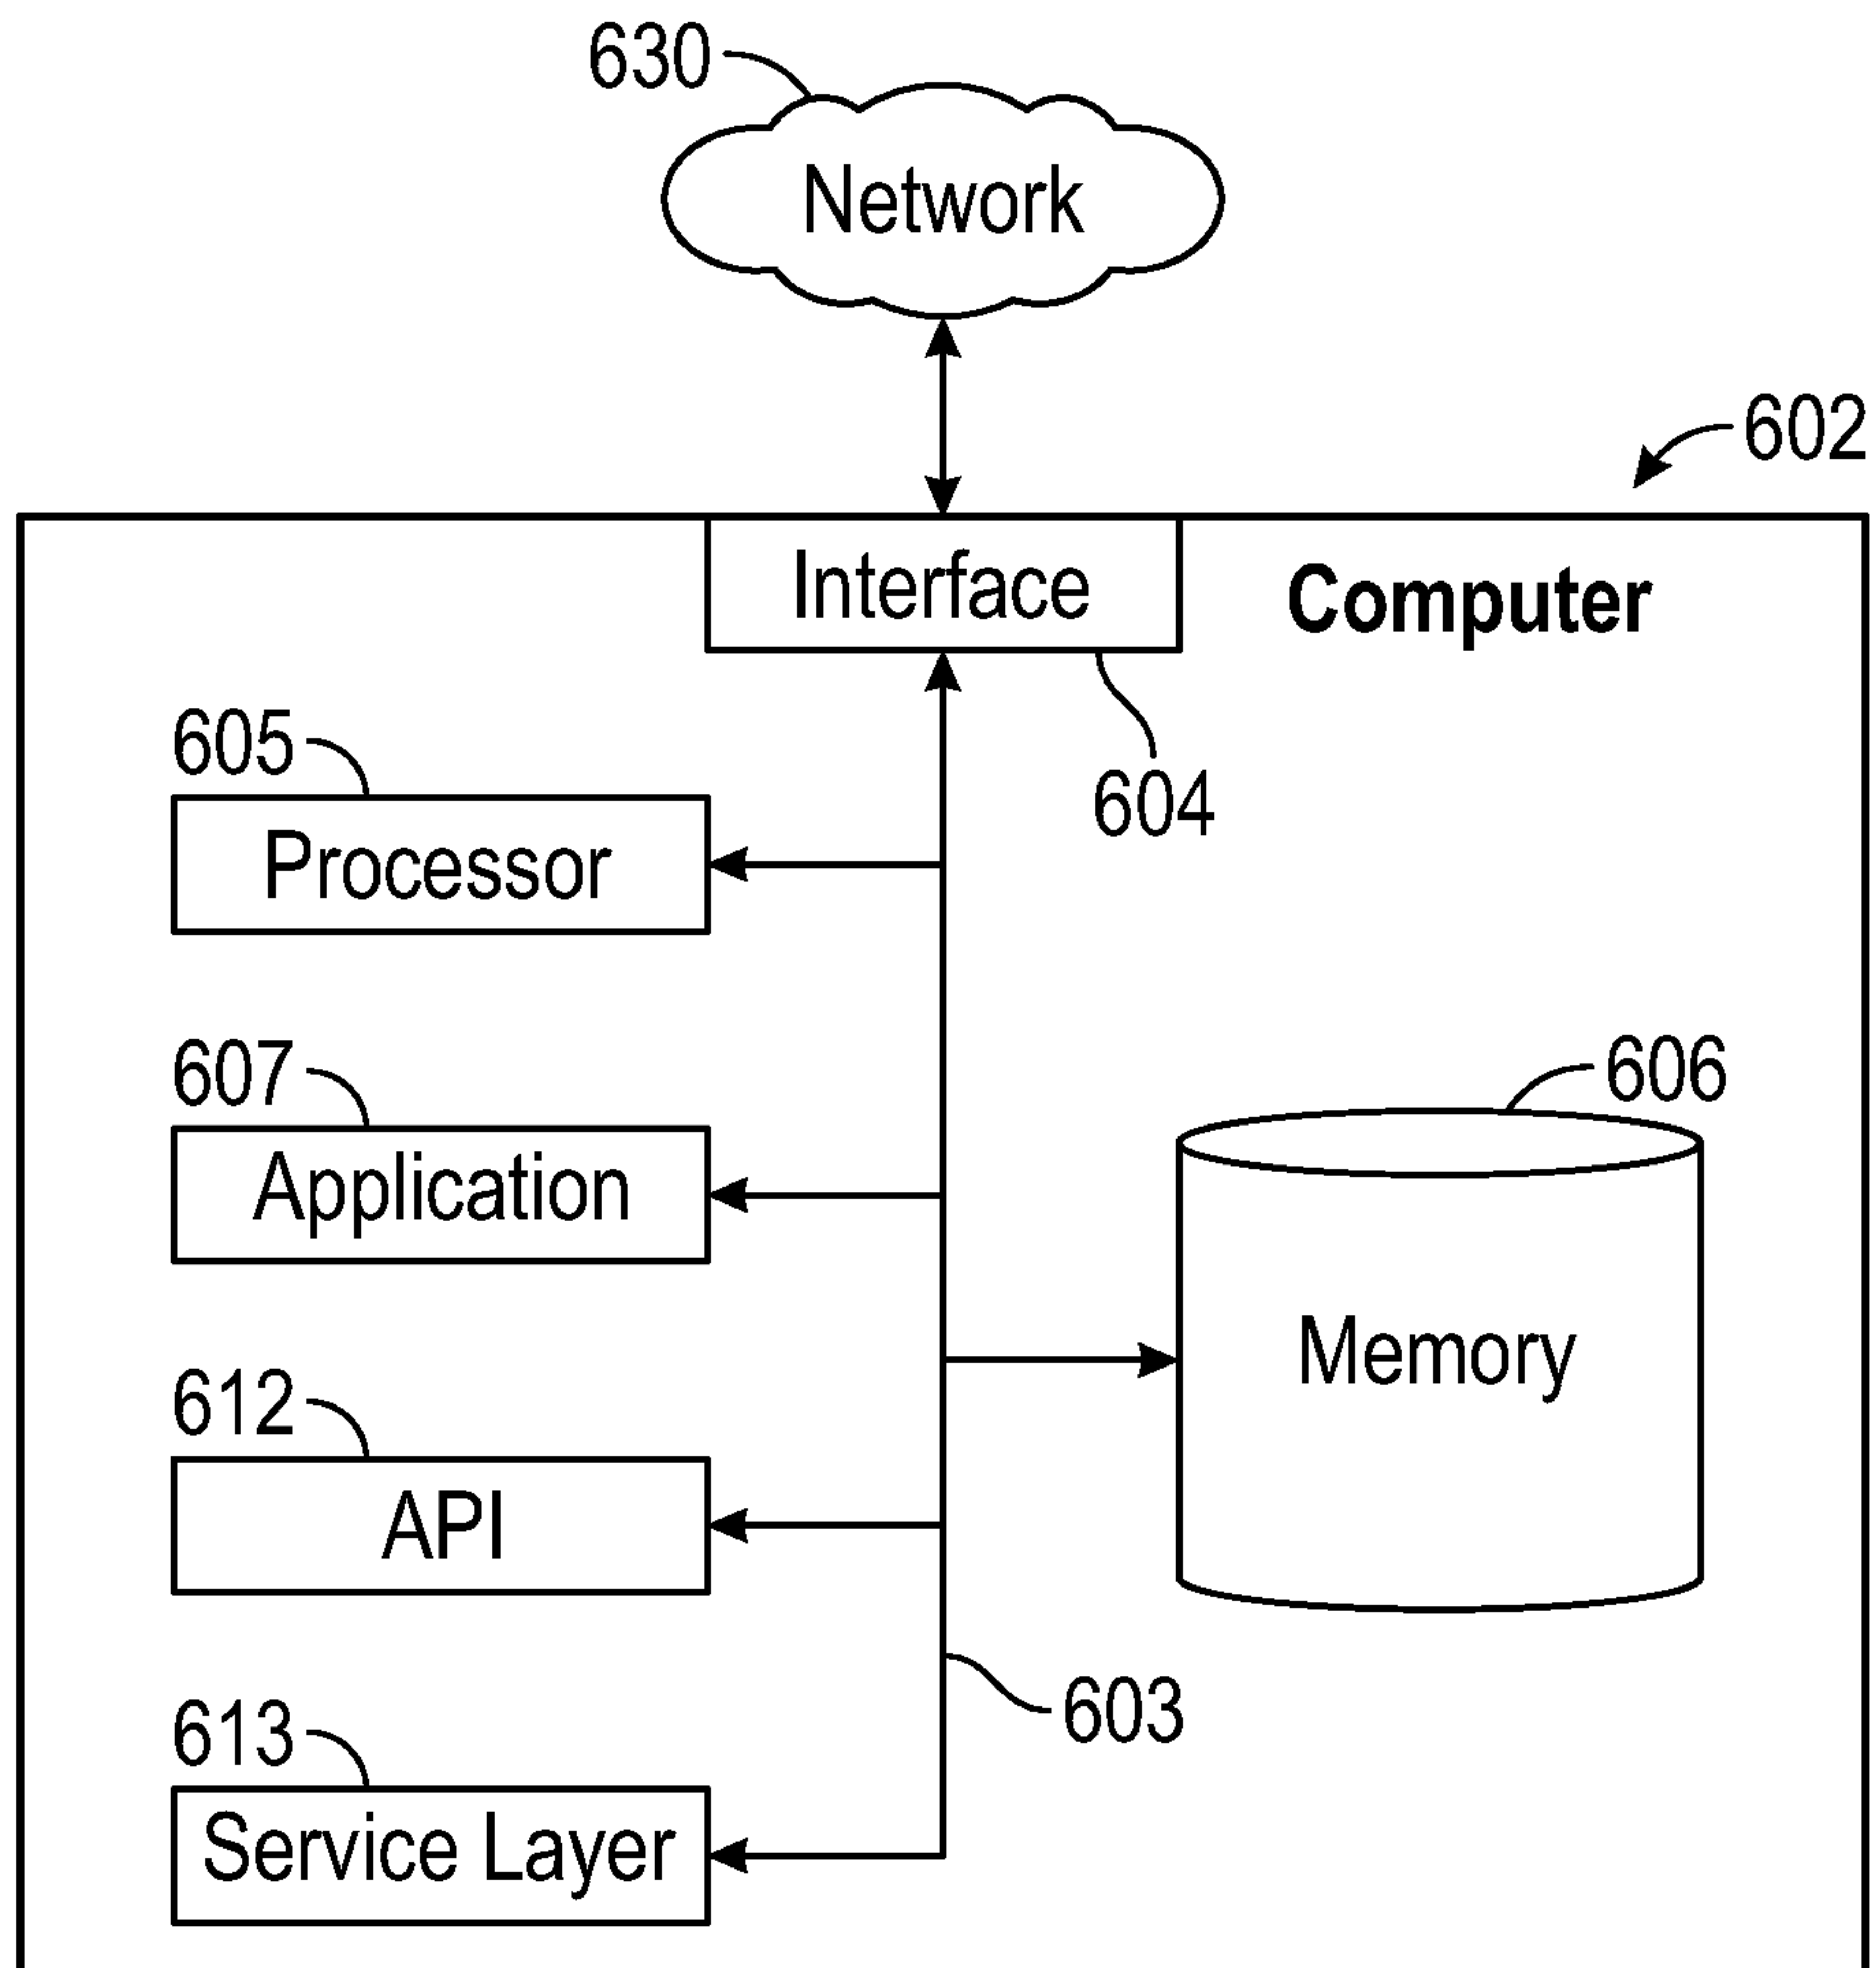 630
Network
602
Interface
Computer
605
604
Processor
607
606
Application
Memory
612
API
603
613
Service Layer